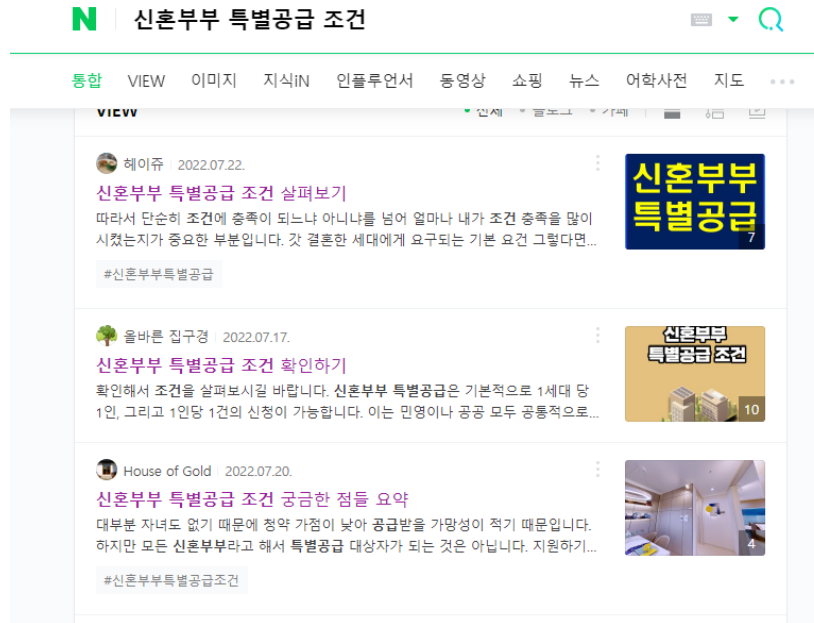 N 신혼부부 특별공급 조건
통합 VIEW 이미지 지식iN 인플루언서 동영상 쇼핑 뉴스 어학사전 지도
VIEW 전체 블로그 카페
헤이쥬 2022.07.22.
신혼부부 특별공급 조건 살펴보기
따라서 단순히 조건에 충족이 되느냐 아니냐를 넘어 얼마나 내가 조건 충족을 많이
시켰는지가 중요한 부분입니다. 갓 결혼한 세대에게 요구되는 기본 요건 그렇다면...
#신혼부부특별공급
신혼부부
특별공급
7
올바른 집구경 2022.07.17.
신혼부부 특별공급 조건 확인하기
확인해서 조건을 살펴보시길 바랍니다. 신혼부부 특별공급은 기본적으로 1세대 당
1인, 그리고 1인당 1건의 신청이 가능합니다. 이는 민영이나 공공 모두 공통적으로...
신혼부부
특별공급 조건
10
House of Gold 2022.07.20.
신혼부부 특별공급 조건 궁금한 점들 요약
대부분 자녀도 없기 때문에 청약 가점이 낮아 공급받을 가망성이 적기 때문입니다.
하지만 모든 신혼부부라고 해서 특별공급 대상자가 되는 것은 아닙니다. 지원하기...
#신혼부부특별공급조건
4